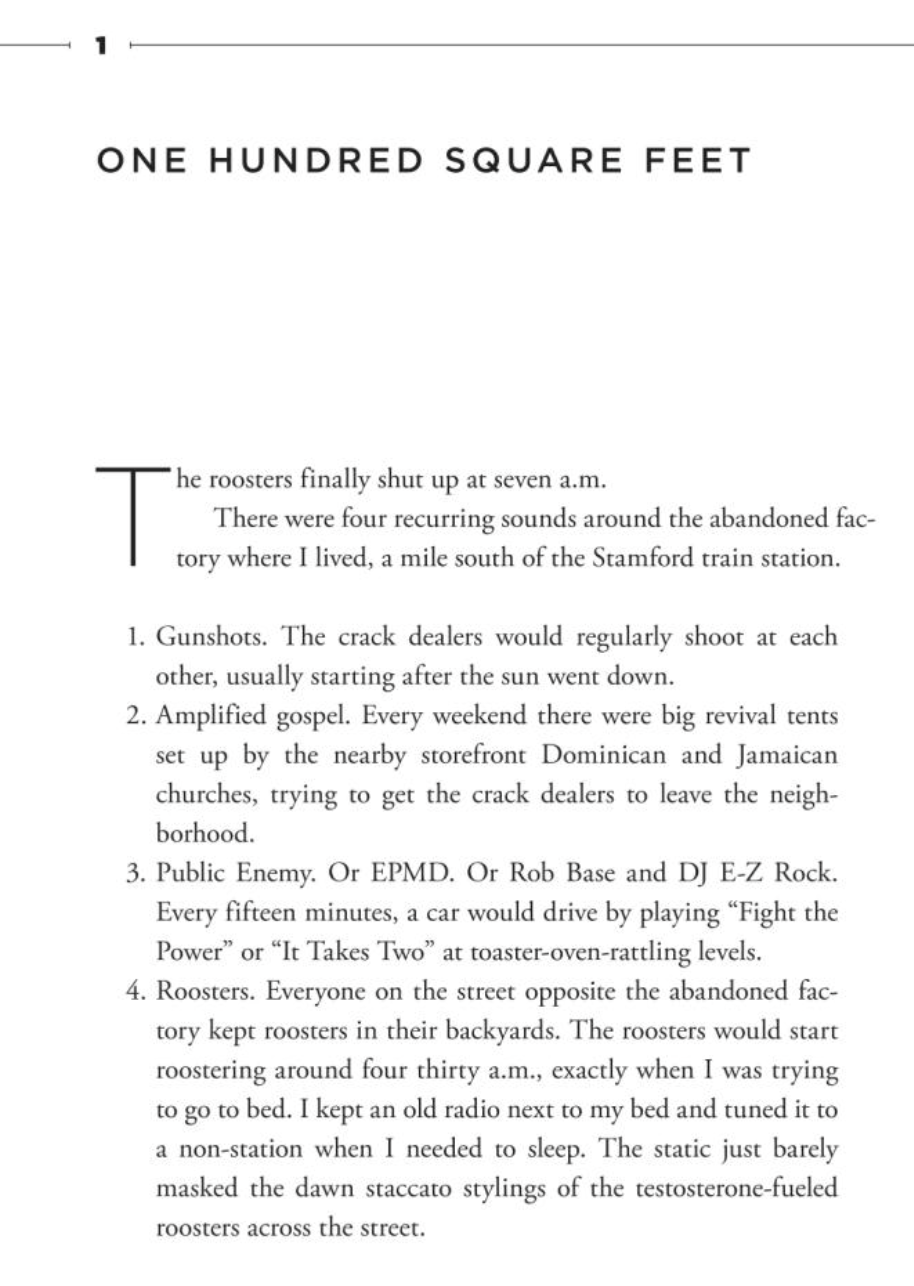 1
ONE HUNDRED SQUARE FEET
The roosters finally shut up at seven a.m.
There were four recurring sounds around the abandoned fac-
tory where I lived, a mile south of the Stamford train station.
1. Gunshots. The crack dealers would regularly shoot at each
other, usually starting after the sun went down.
2. Amplified gospel. Every weekend there were big revival tents
set up by the nearby storefront Dominican and Jamaican
churches, trying to get the crack dealers to leave the neigh-
borhood.
3. Public Enemy. Or EPMD. Or Rob Base and DJ E-Z Rock.
Every fifteen minutes, a car would drive by playing “Fight the
Power” or “It Takes Two” at toaster-oven-rattling levels.
4. Roosters. Everyone on the street opposite the abandoned fac-
tory kept roosters in their backyards. The roosters would start
roostering around four thirty a.m., exactly when I was trying
to go to bed. I kept an old radio next to my bed and tuned it to
a non-station when I needed to sleep. The static just barely
masked the dawn staccato stylings of the testosterone-fueled
roosters across the street.